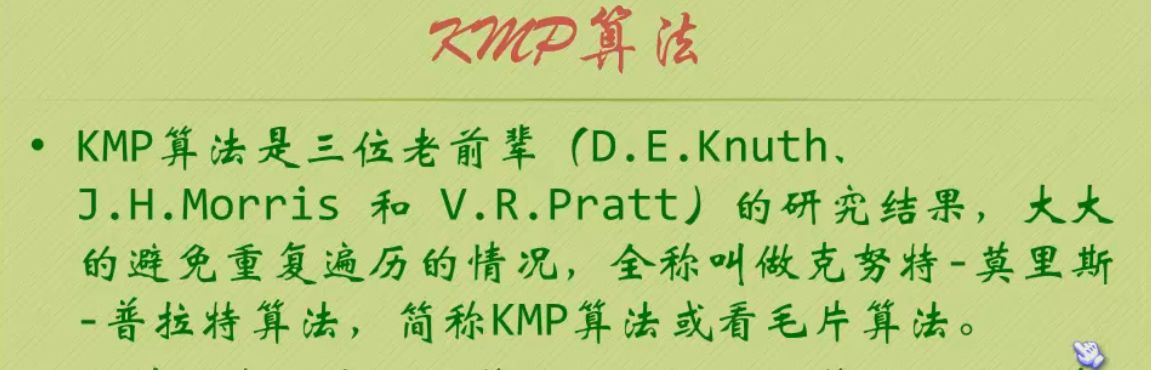 KMP算法
• KMP算法是三位老前辈（D.E.Knuth、
J.H.Morris 和 V.R.Pratt）的研究结果，大大
的避免重复遍历的情况，全称叫做克努特-莫里斯
-普拉特算法，简称KMP算法或看毛片算法。